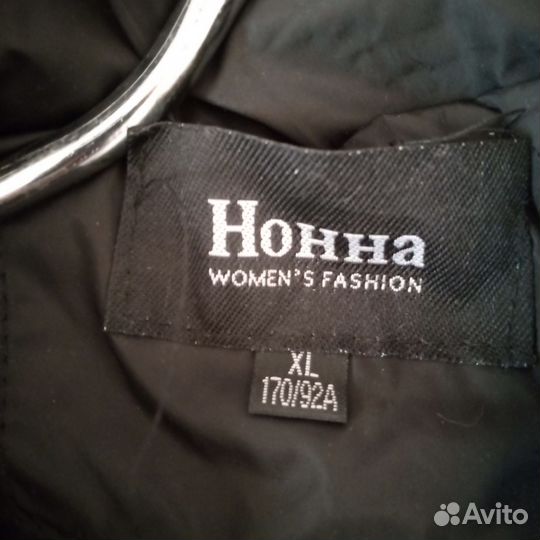 Нонна
WOMEN'S FASHION
XL
170/92A
Avito